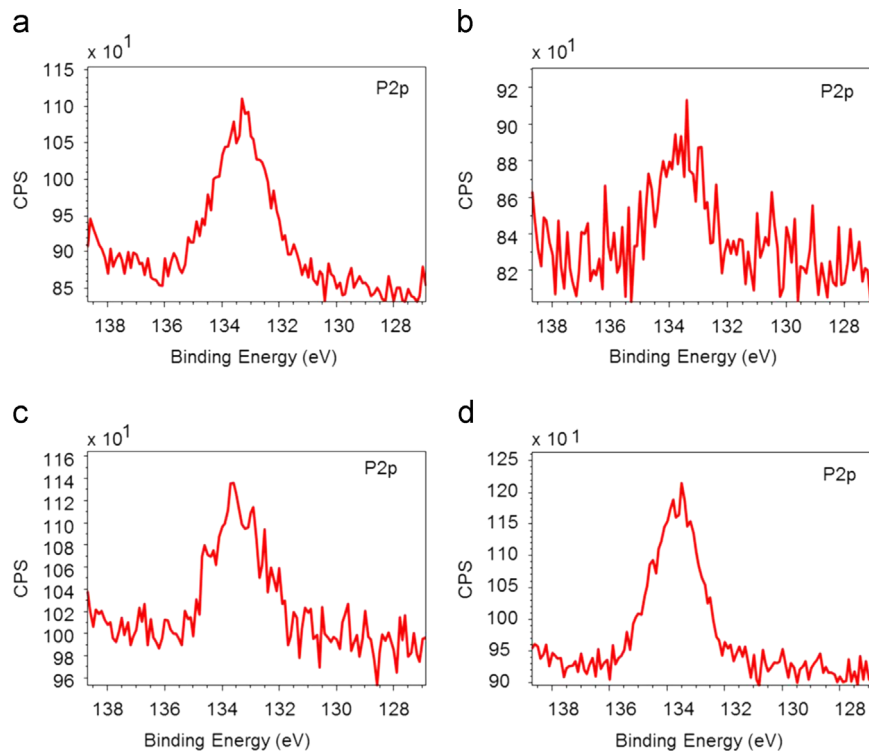 a
x 10^1
P2p
CPS
115
110
105
100
95
90
85
138 136 134 132 130 128
Binding Energy (eV)
b
x 10^1
P2p
CPS
92
90
88
86
84
82
138 136 134 132 130 128
Binding Energy (eV)
c
x 10^1
P2p
CPS
116
114
112
110
108
106
104
102
100
98
96
138 136 134 132 130 128
Binding Energy (eV)
d
x 10^1
P2p
CPS
125
120
115
110
105
100
95
90
138 136 134 132 130 128
Binding Energy (eV)